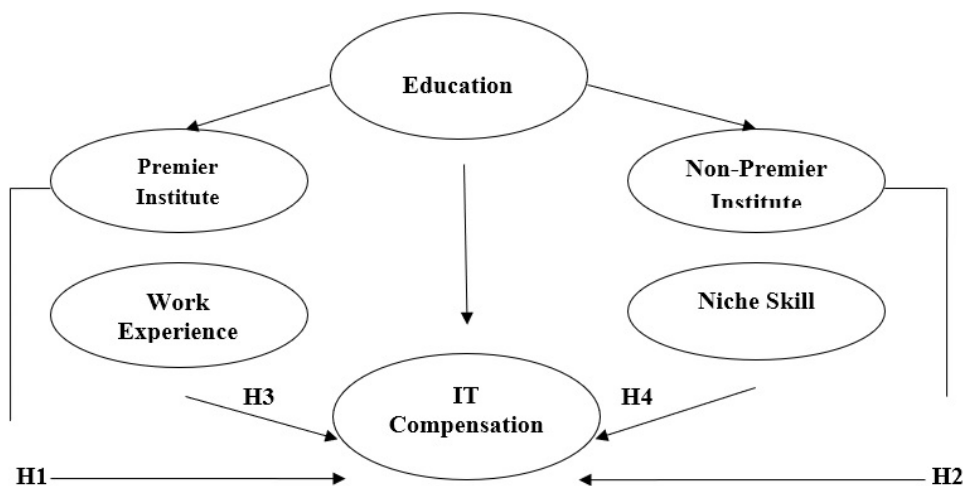 Education
Premier
Institute
Non-Premier
Institute
Work
Experience
Niche Skill
H3
IT
Compensation
H4
H1
H2